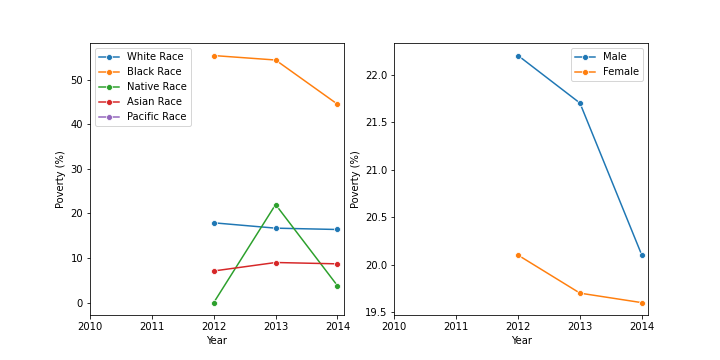 White Race
Black Race
Native Race
Asian Race
Pacific Race
50
40
30
20
10
0
Poverty (%)
2010 2011 2012 2013 2014
Year
Male
Female
22.0
21.5
21.0
20.5
20.0
19.5
Poverty (%)
2010 2011 2012 2013 2014
Year